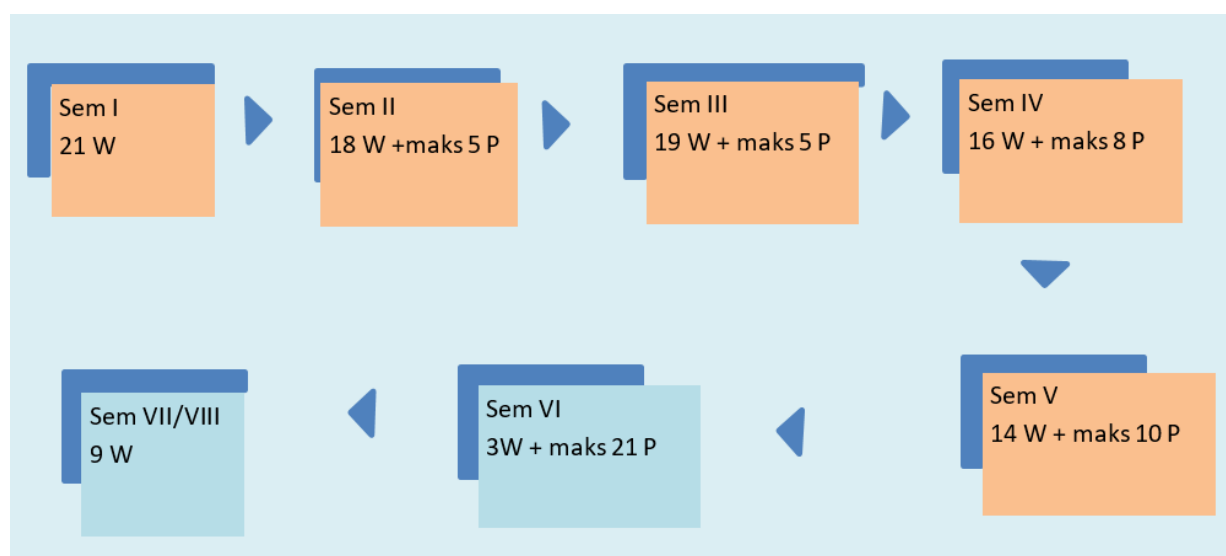 Sem I
21 W
Sem II
18 W +maks 5 P
Sem III
19 W + maks 5 P
Sem IV
16 W + maks 8 P
Sem V
14 W + maks 10 P
Sem VI
3W + maks 21 P
Sem VII/VIII
9 W